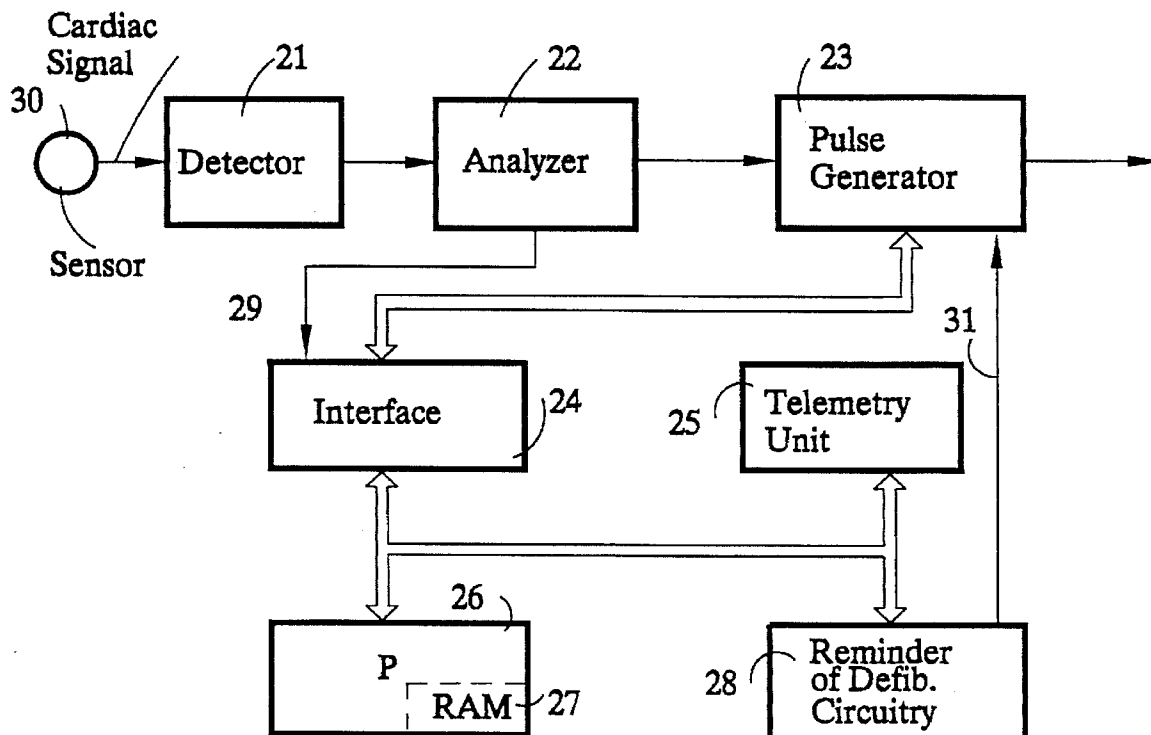 Cardiac
Signal
30
21
22
23
Detector
Analyzer
Pulse
Generator
Sensor
29
31
Interface
24
25
Telemetry
Unit
26
P
RAM
27
28
Reminder
of Defib.
Circuitry